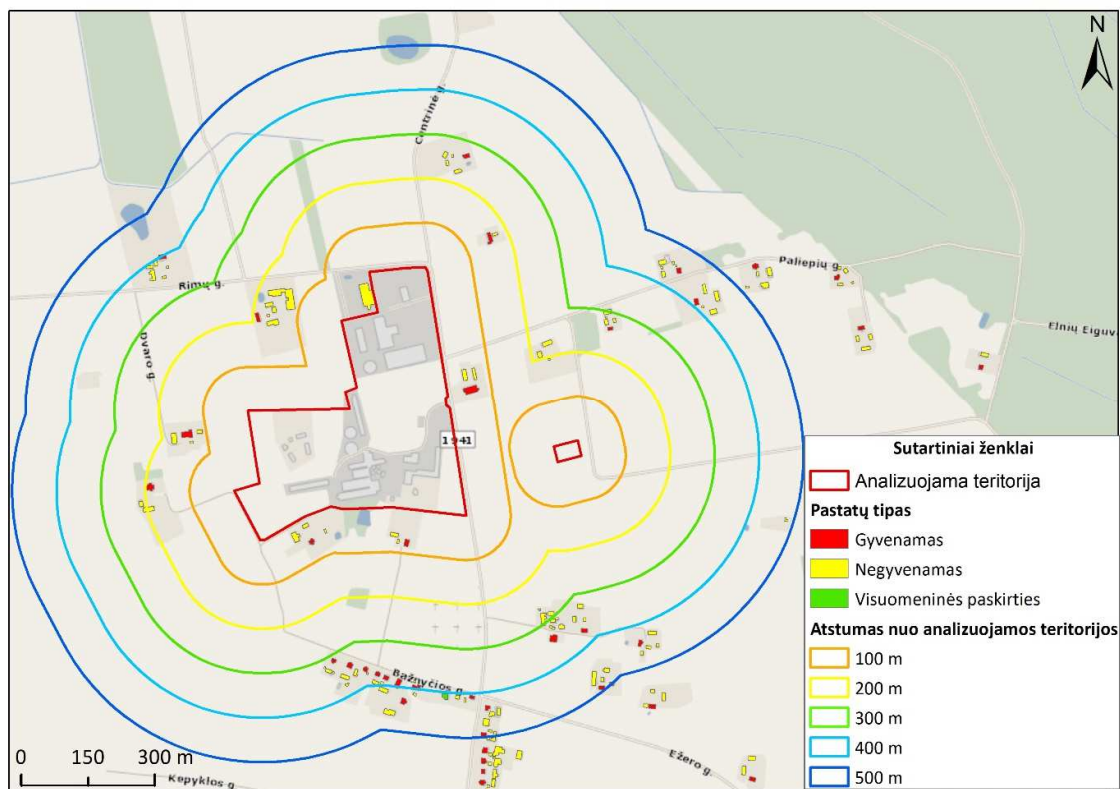 N
Centrinė g.
Paliepių g.
Rimų g.
Elnių Eiguv.
Dvaro g.
1941
Bažnyčios g.
Ežero g.
Kepyklos g.
0 150 300 m
Sutartiniai ženklai
Analizuojama teritorija
Pastatų tipas
Gyvenamas
Negyvenamas
Visuomeninės paskirties
Atstumas nuo analizuojamos teritorijos
100 m
200 m
300 m
400 m
500 m